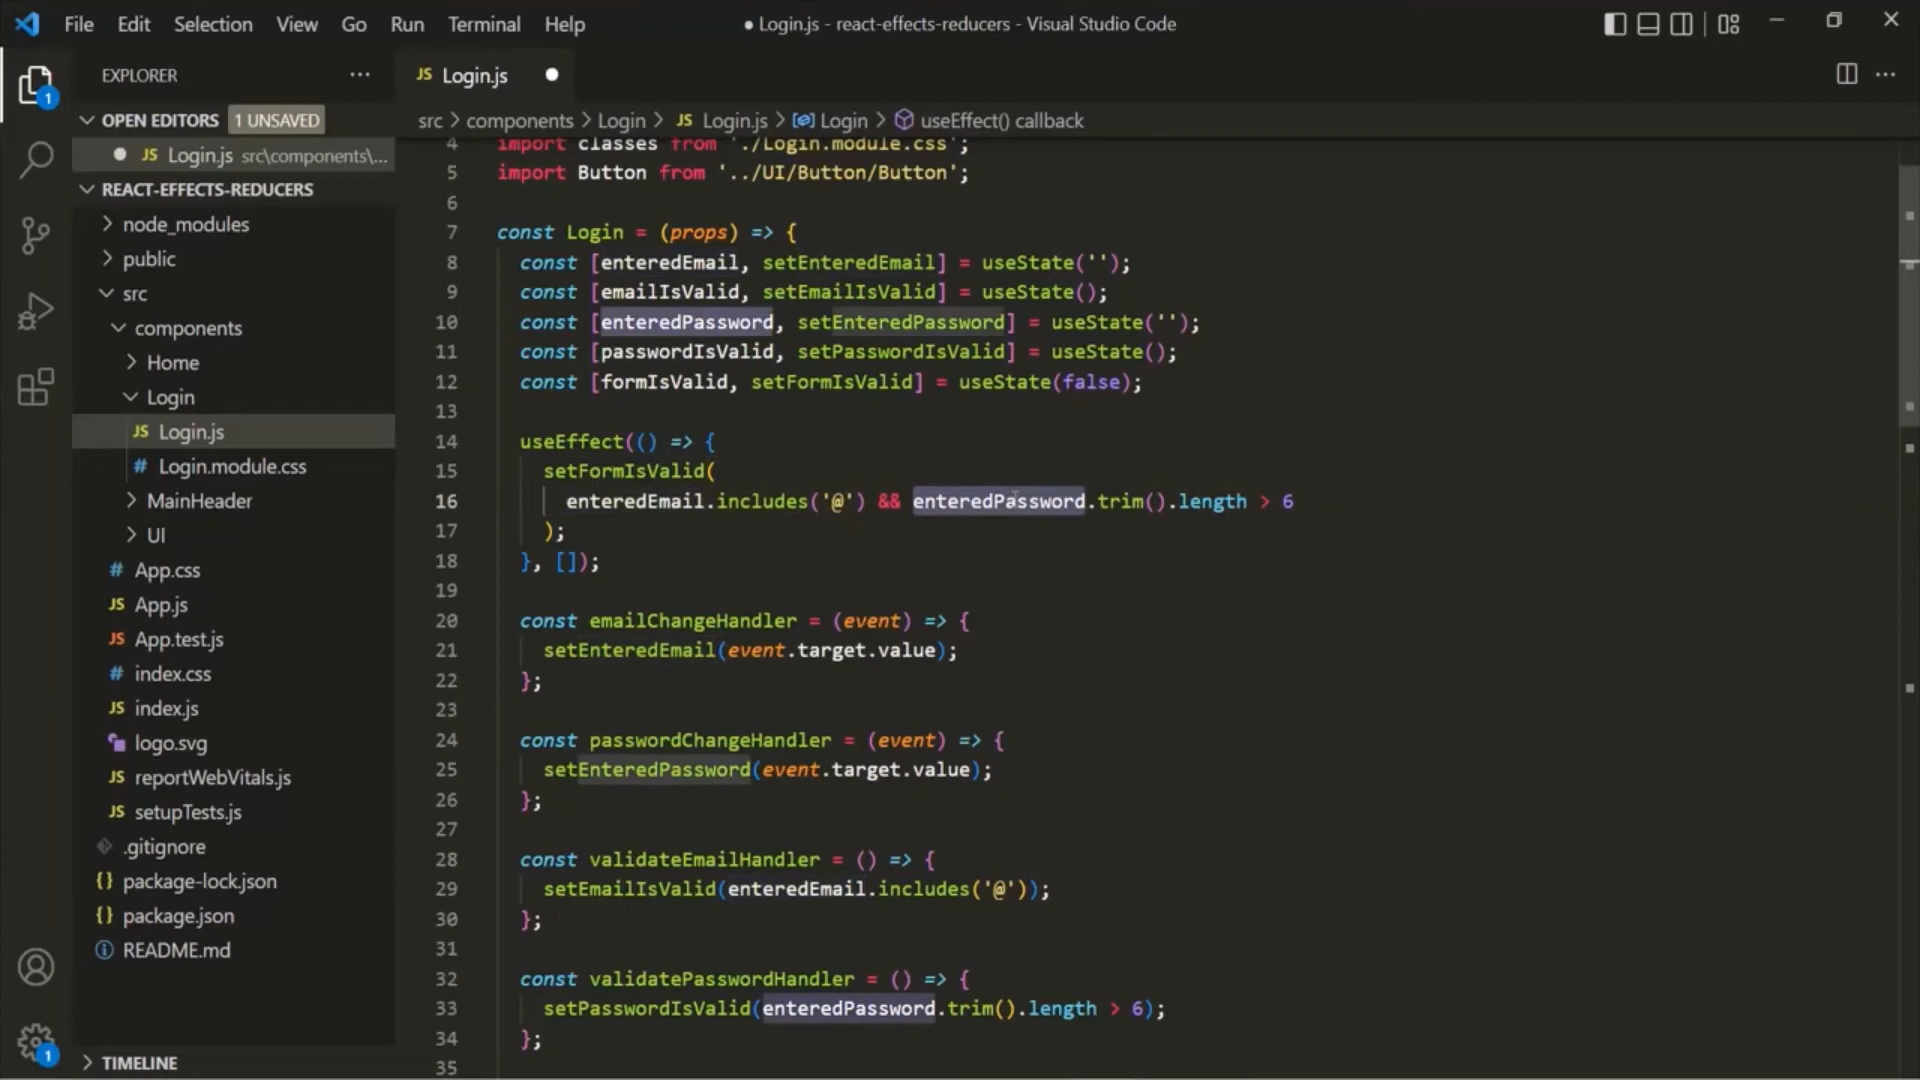 File Edit Selection View Go Run Terminal Help
● Login.js - react-effects-reducers - Visual Studio Code
EXPLORER
OPEN EDITORS 1 UNSAVED
JS Login.js src\components\...
REACT-EFFECTS-REDUCERS
node_modules
public
src
components
Home
Login
JS Login.js
# Login.module.css
MainHeader
UI
# App.css
JS App.js
JS App.test.js
# index.css
JS index.js
logo.svg
JS reportWebVitals.js
JS setupTests.js
.gitignore
{} package-lock.json
{} package.json
README.md
TIMELINE
1
1
JS Login.js
src > components > Login > JS Login.js > Login > useEffect() callback
4 import classes from './Login.module.css';
5 import Button from '../UI/Button/Button';
6
7 const Login = (props) => {
8 const [enteredEmail, setEnteredEmail] = useState('');
9 const [emailIsValid, setEmailIsValid] = useState();
10 const [enteredPassword, setEnteredPassword] = useState('');
11 const [passwordIsValid, setPasswordIsValid] = useState();
12 const [formIsValid, setFormIsValid] = useState(false);
13
14 useEffect(() => {
15 setFormIsValid(
16 enteredEmail.includes('@') && enteredPassword.trim().length > 6
17 );
18 }, []);
19
20 const emailChangeHandler = (event) => {
21 setEnteredEmail(event.target.value);
22 };
23
24 const passwordChangeHandler = (event) => {
25 setEnteredPassword(event.target.value);
26 };
27
28 const validateEmailHandler = () => {
29 setEmailIsValid(enteredEmail.includes('@'));
30 };
31
32 const validatePasswordHandler = () => {
33 setPasswordIsValid(enteredPassword.trim().length > 6);
34 };
35